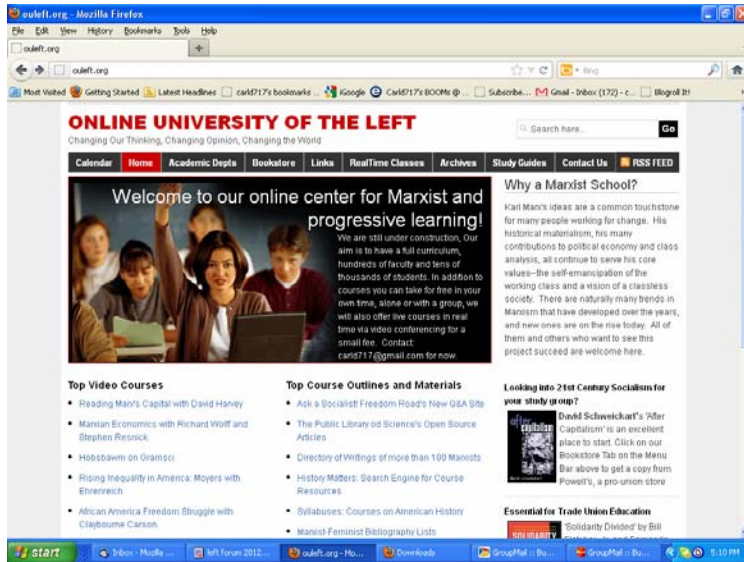 ouleft.org - Mozilla Firefox
File Edit View History Bookmarks Tools Help
ouleft.org +
ouleft.org
Bing
Most Visited Getting Started Latest Headlines carld717's bookmarks ... iGoogle Carld717's BOOMs @ ... Subscribe... Gmail - Inbox (172) - c... Blogroll It!
ONLINE UNIVERSITY OF THE LEFT
Changing Our Thinking, Changing Opinion, Changing the World
Search here... Go
Calendar Home Academic Depts Bookstore Links RealTime Classes Archives Study Guides Contact Us RSS FEED
Welcome to our online center for Marxist and
progressive learning!
We are still under construction, Our
aim is to have a full curriculum,
hundreds of faculty and tens of
thousands of students. In addition to
courses you can take for free in your
own time, alone or with a group, we
will also offer live courses in real
time via video conferencing for a
small fee. Contact:
carld717@gmail.com for now.
Why a Marxist School?
Karl Marx's ideas are a common touchstone
for many people working for change. His
historical materialism, his many
contributions to political economy and class
analysis, all continue to serve his core
values--the self-emancipation of the
working class and a vision of a classless
society. There are naturally many trends in
Marxism that have developed over the years,
and new ones are on the rise today. All of
them and others who want to see this
project succeed are welcome here.
Top Video Courses
Reading Marx's Capital with David Harvey
Marxian Economics with Richard Wolff and
Stephen Resnick.
Hobsbawm on Gramsci
Rising Inequality in America: Moyers with
Ehrenreich
African America Freedom Struggle with
Claybourne Carson.
Top Course Outlines and Materials
Ask a Socialist! Freedom Road's New Q&A Site
The Public Library od Science's Open Source
Articles
Directory of Writings of more than 100 Marxists
History Matters: Search Engine for Course
Resources
Syllabuses: Courses on American History
Marxist-Feminist Bibliography Lists
Looking into 21st Century Socialism for
your study group?
after
capitalism
David Schweickart's 'After
Capitalism' is an excellent
place to start. Click on our
Bookstore Tab on the Menu
Bar above to get a copy from
Powell's, a pro-union store
Essential for Trade Union Education
SOLIDARITY
'Solidarity Divided' by Bill
start Inbox - Mozilla ... left forum 2012... ouleft.org - Mo... Downloads GroupMail :: Bu... GroupMail :: Bu... 5:10 PM